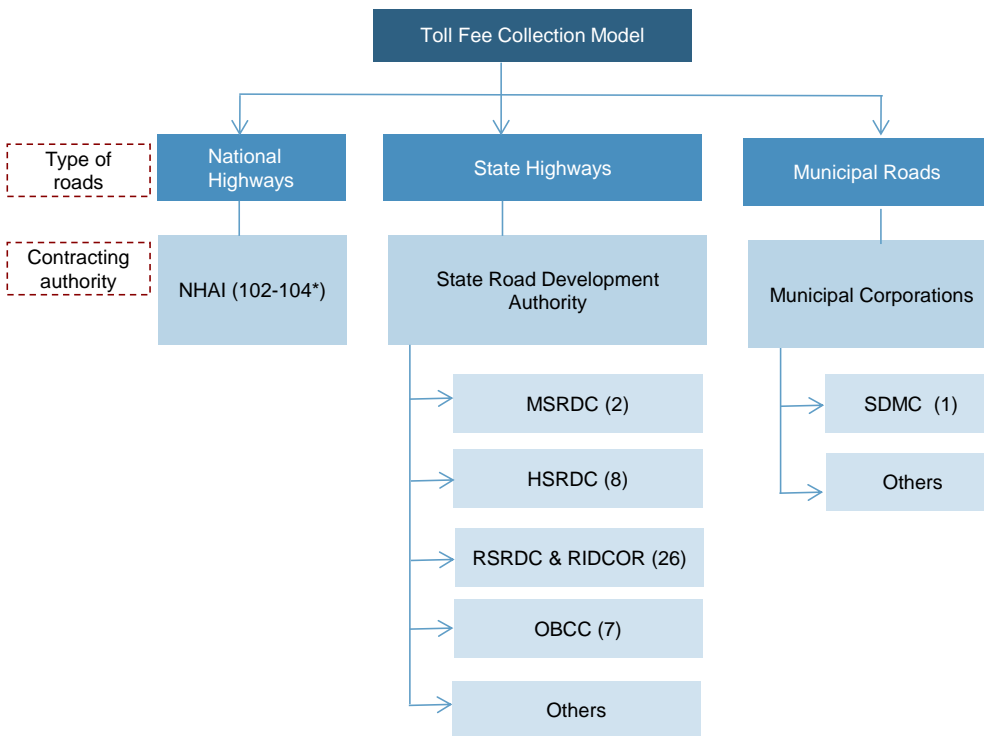 Toll Fee Collection Model
Type of
roads
National
Highways
State Highways
Municipal Roads
Contracting
authority
NHAI (102-104*)
State Road Development
Authority
Municipal Corporations
MSRDC (2)
SDMC (1)
HSRDC (8)
Others
RSRDC & RIDCOR (26)
OBCC (7)
Others